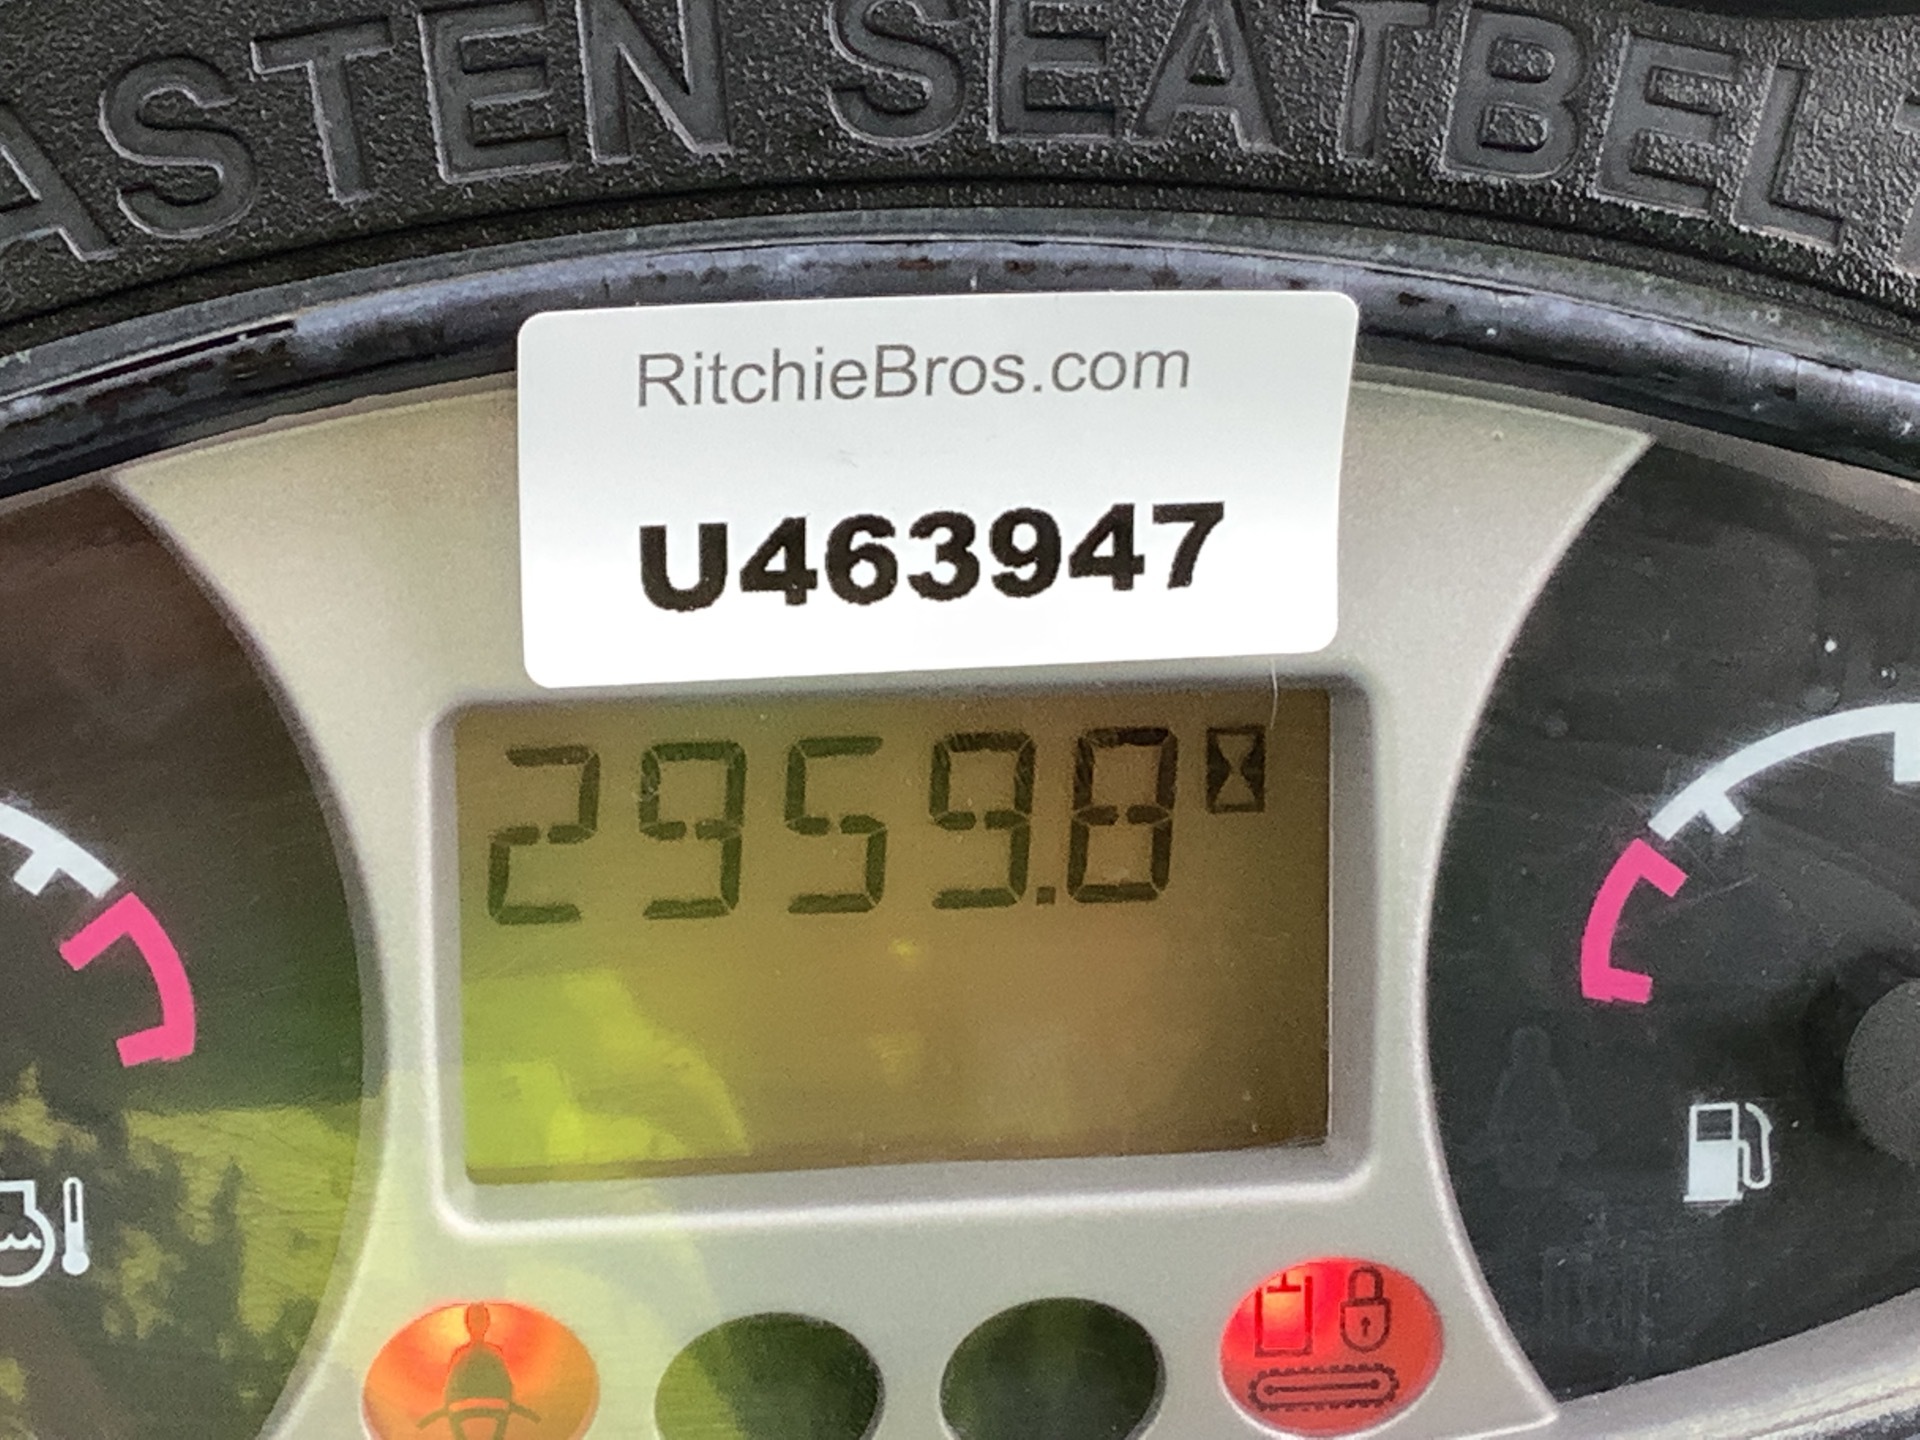 ASTEN SEATBEL
RitchieBros.com
U463947
2959.8